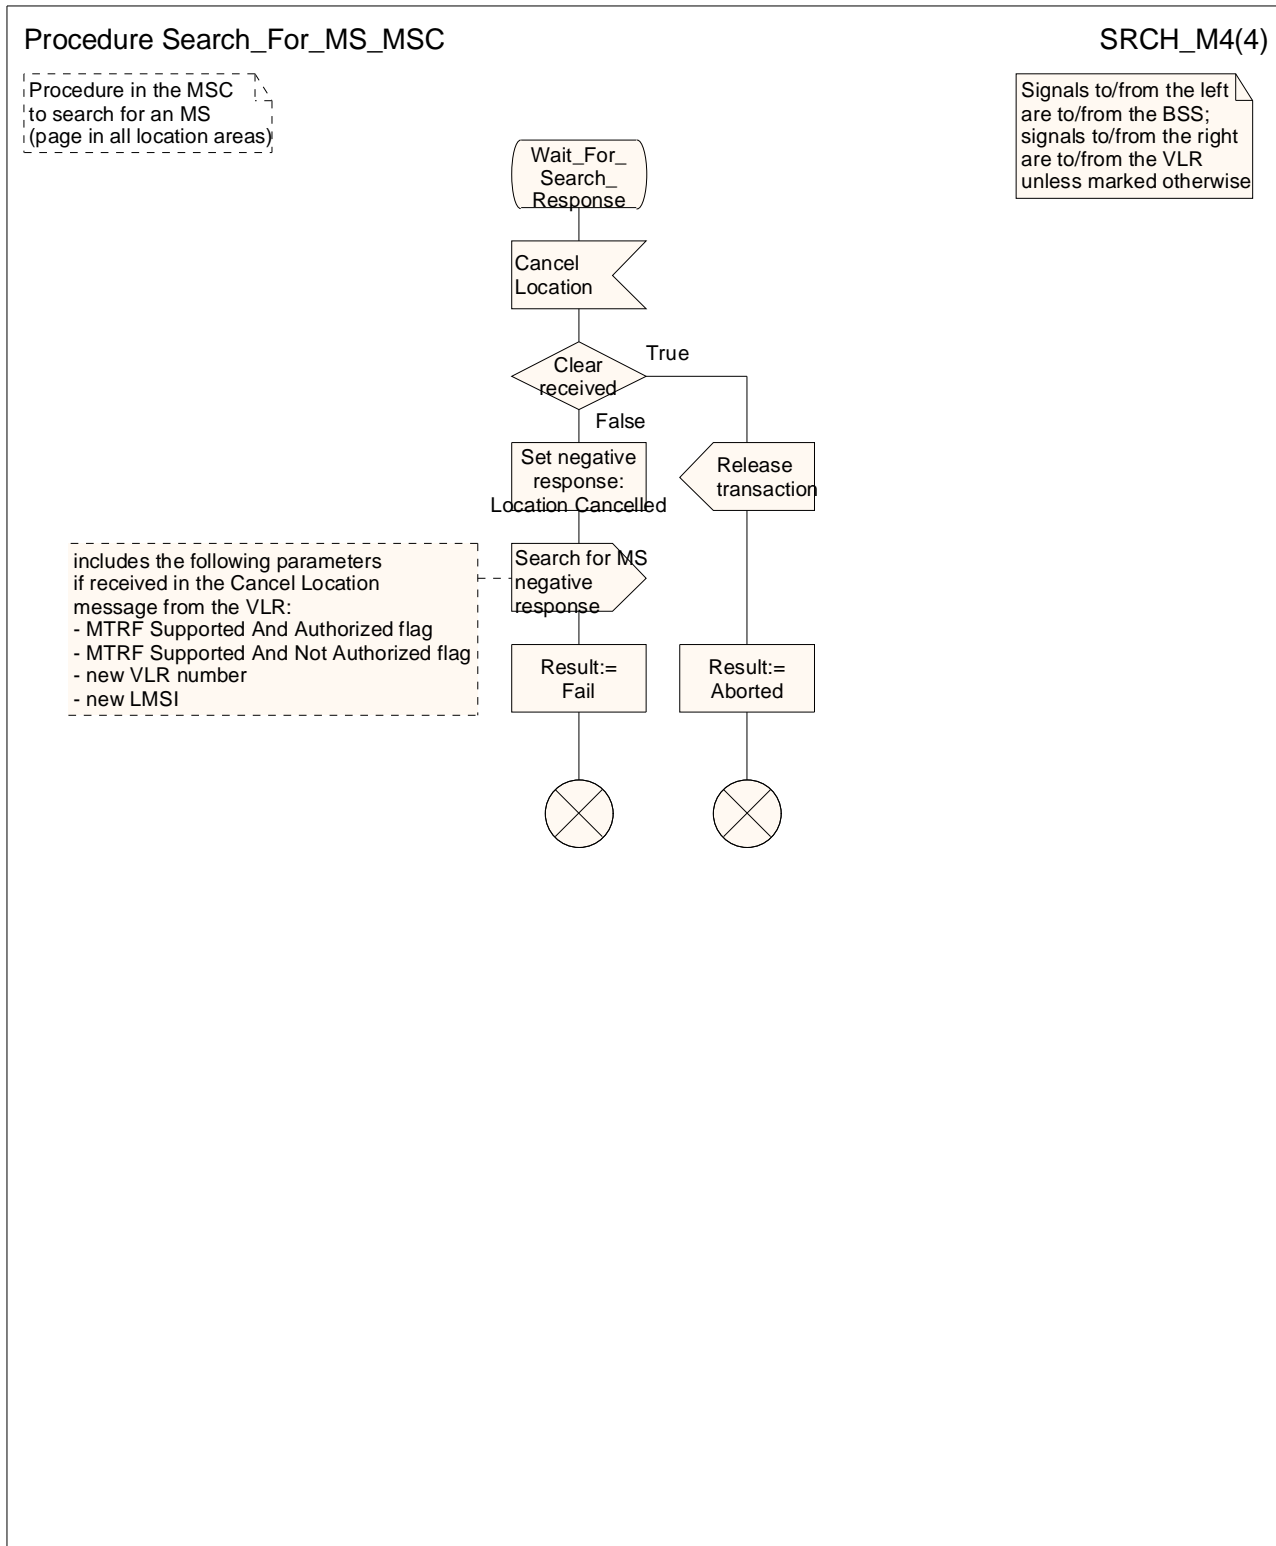 Procedure Search_For_MS_MSC
SRCH_M4(4)
Procedure in the MSC
to search for an MS
(page in all location areas)
Signals to/from the left
are to/from the BSS;
signals to/from the right
are to/from the VLR
unless marked otherwise
Wait_For_
Search_
Response
Cancel
Location
Clear
received
True
False
Set negative
response:
Location Cancelled
Release
transaction
includes the following parameters
if received in the Cancel Location
message from the VLR:
- MTRF Supported And Authorized flag
- MTRF Supported And Not Authorized flag
- new VLR number
- new LMSI
Search for MS
negative
response
Result:=
Fail
Result:=
Aborted